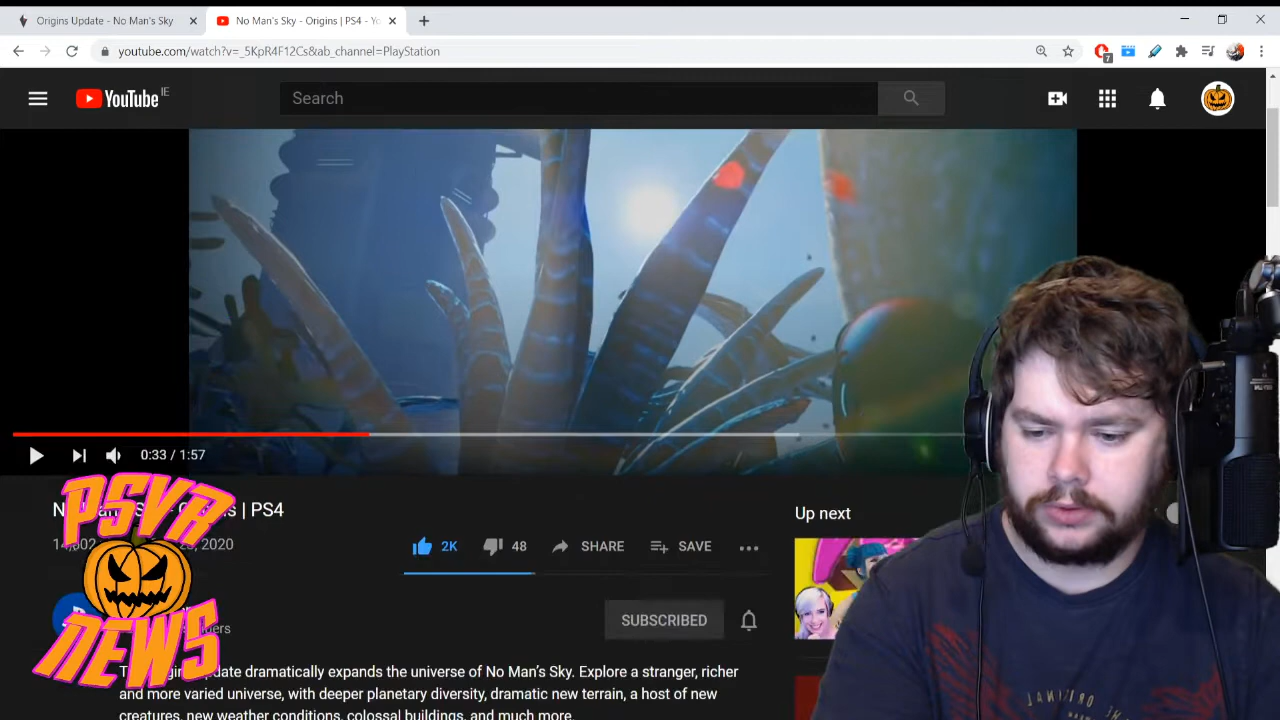 Origins Update - No Man's Sky
No Man's Sky - Origins | PS4 - Yo
youtube.com/watch?v=_5KpR4F12Cs&ab_channel=PlayStation
7
YouTube IE
Search
0:33 / 1:57
| PS4
Up next
2020
2K
48
SHARE
SAVE
PSVR
NEWS
SUBSCRIBED
update dramatically expands the universe of No Man's Sky. Explore a stranger, richer
and more varied universe, with deeper planetary diversity, dramatic new terrain, a host of new
creatures, new weather conditions, colossal buildings, and much more.
ORIGINAL